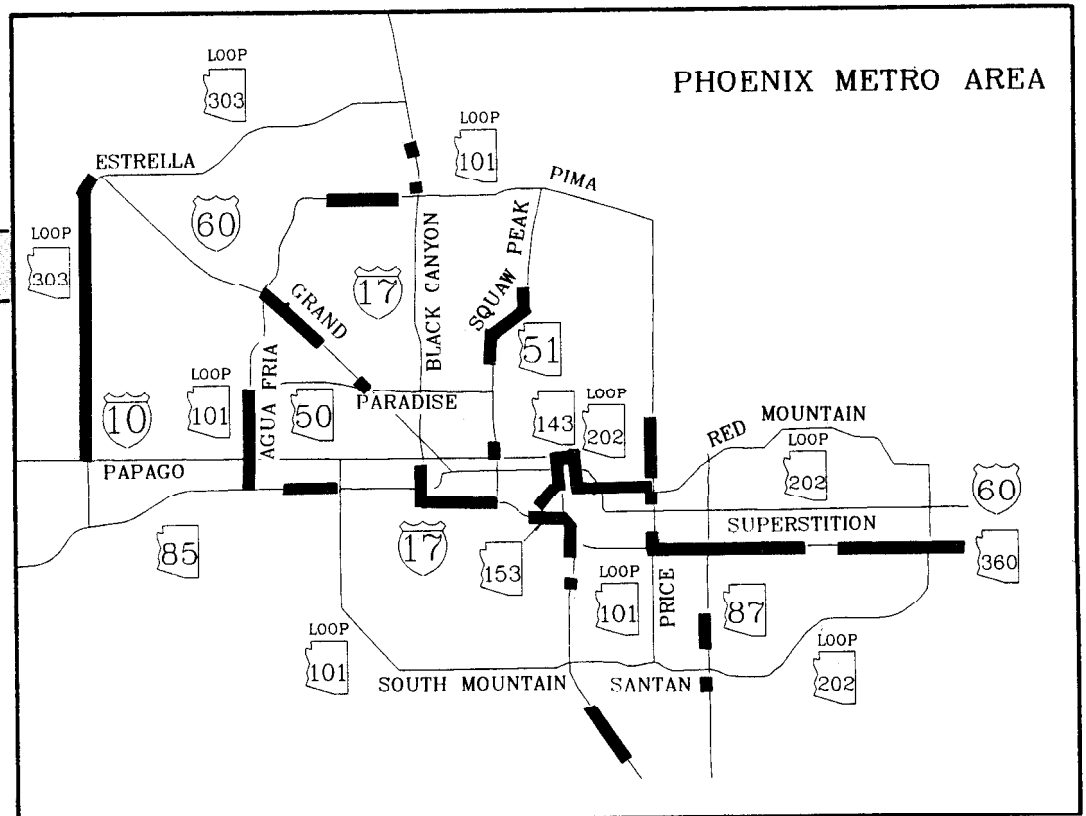 PHOENIX METRO AREA
LOOP
303
LOOP
101
ESTRELLA
PIMA
60
LOOP
303
17
BLACK CANYON
SQUAW PEAK
GRAND
51
AGUA FRIA
LOOP
101
50
PARADISE
10
143
LOOP
202
RED MOUNTAIN
LOOP
202
PAPAGO
60
SUPERSTITION
85
17
153
360
LOOP
101
PRICE
87
LOOP
101
SOUTH MOUNTAIN
SANTAN
LOOP
202